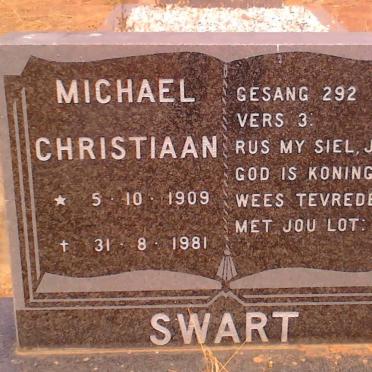 MICHAEL
CHRISTIAAN
★ 5·10·1909
† 31·8·1981
GESANG 292
VERS 3:
RUS MY SIEL, J
GOD IS KONING
WEES TEVREDE
MET JOU LOT:
SWART